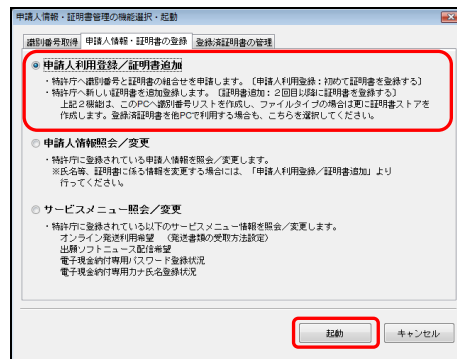 申請人情報・証明書管理の機能選択・起動
識別番号取得 申請人情報・証明書の登録 登録済証明書の管理
申請人利用登録／証明書追加
・特許庁へ識別番号と証明書の組合せを申請します。〔申請人利用登録：初めて証明書を登録する〕
・特許庁へ新しい証明書を追加登録します。〔証明書追加：2回目以降に証明書を登録する〕
上記２機能は、このPCへ識別番号リストを作成し、ファイルタイプの場合は更に証明書ストアを
作成します。登録済証明書を他PCで利用する場合も、こちらを選択してください。
申請人情報照会／変更
・特許庁に登録されている申請人情報を照会／変更します。
※氏名等、証明書に係る情報を変更する場合には、「申請人利用登録／証明書追加」より
行ってください。
サービスメニュー照会／変更
・特許庁に登録されている以下のサービスメニュー情報を照会／変更します。
オンライン発送利用希望 （発送書類の受取方法設定）
出願ソフトニュース配信希望
電子現金納付専用パスワード登録状況
電子現金納付専用カナ氏名登録状況
起動 キャンセル